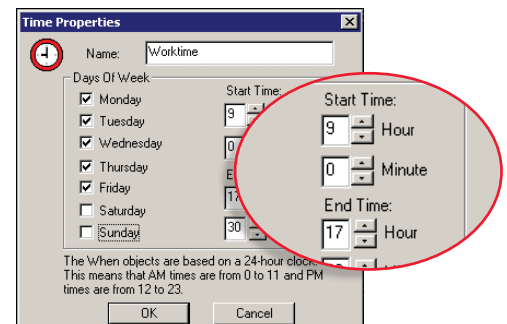 Time Properties
Name: Worktime
Days Of Week
Monday
Tuesday
Wednesday
Thursday
Friday
Saturday
Sunday
Start Time:
9
0
17
30
Start Time:
9 Hour
0 Minute
End Time:
17 Hour
The When objects are based on a 24-hour clock.
This means that AM times are from 0 to 11 and PM
times are from 12 to 23.
OK Cancel